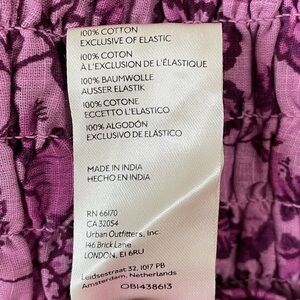 100% COTTON
EXCLUSIVE OF ELASTIC
100% COTON
À L'EXCLUSION DE L'ÉLASTIQUE
100% BAUMWOLLE
AUSSER ELASTIK
100% COTONE
ECCETTO L'ELASTICO
100% ALGODÓN
EXCLUSIVO DE ELÁSTICO
MADE IN INDIA
HECHO EN INDIA
RN 66170
CA 32054
Urban Outfitters, Inc.
146 Brick Lane
LONDON, E1 6RU
Leidsestraat 32, 1017 PB
Amsterdam, Netherlands
OB1438613